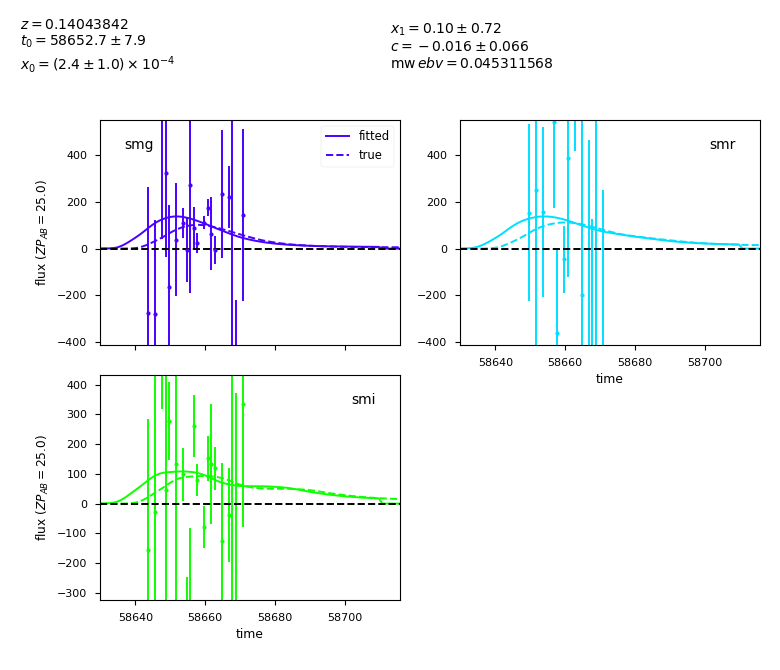 z = 0.14043842
t₀ = 58652.7 ± 7.9
x₀ = (2.4 ± 1.0) × 10⁻⁴
x₁ = 0.10 ± 0.72
c = −0.016 ± 0.066
mw ebv = 0.045311568
smg
fitted
true
400
200
0
−200
−400
flux (ZP_AB = 25.0)
smr
400
200
0
−200
−400
58640 58660 58680 58700
time
smi
400
300
200
100
0
−100
−200
−300
flux (ZP_AB = 25.0)
58640 58660 58680 58700
time